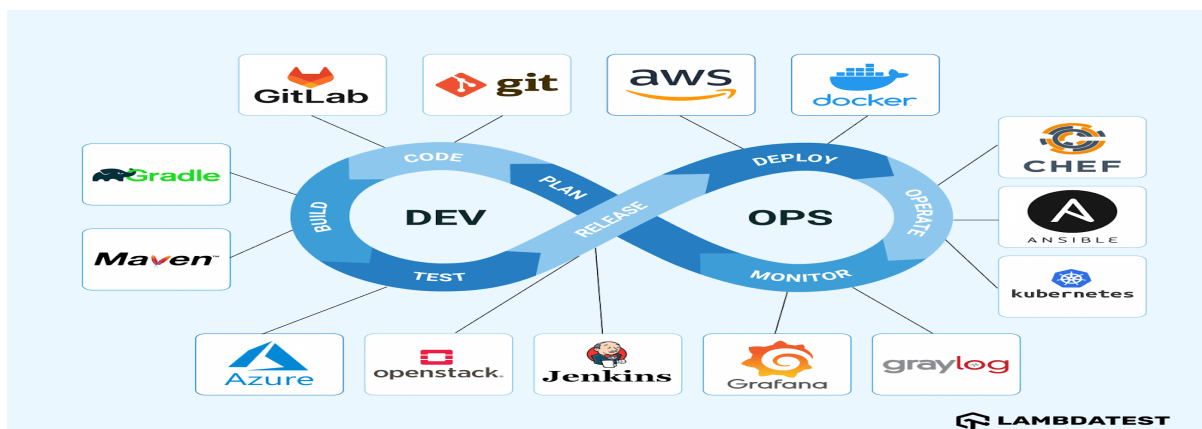 GitLab
git
aws
docker
Gradle
Maven™
CODE
PLAN
BUILD
DEV
TEST
RELEASE
DEPLOY
OPS
OPERATE
MONITOR
CHEF
A
ANSIBLE
kubernetes
Azure
openstack.
Jenkins
Grafana
graylog
LAMBDATEST